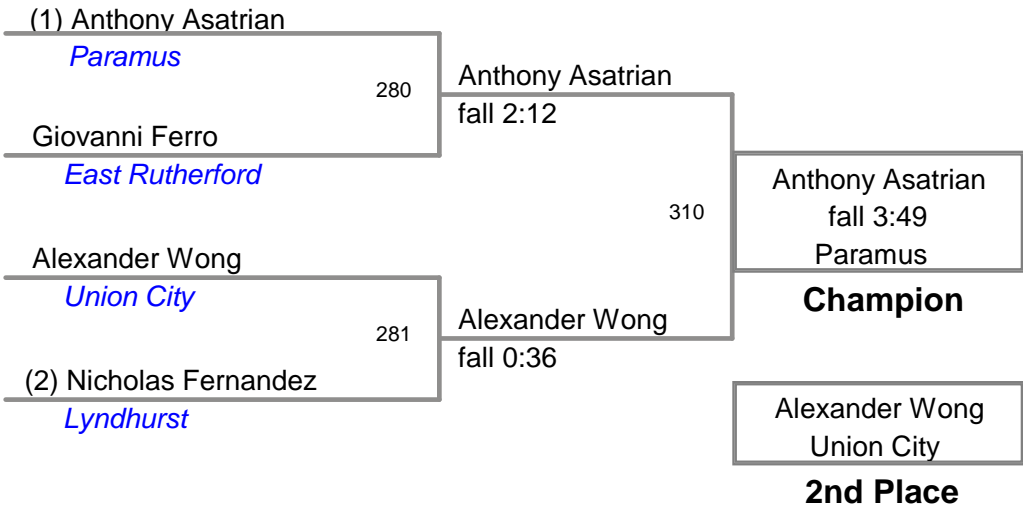 (1) Anthony Asatrian
Paramus
280
Giovanni Ferro
East Rutherford
Anthony Asatrian
fall 2:12
Alexander Wong
Union City
281
(2) Nicholas Fernandez
Lyndhurst
Alexander Wong
fall 0:36
310
Anthony Asatrian
fall 3:49
Paramus
Champion
Alexander Wong
Union City
2nd Place